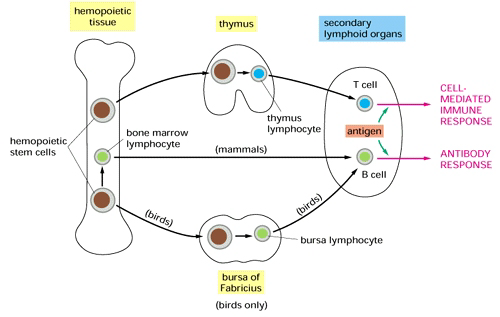 hemopoietic
tissue
thymus
secondary
lymphoid organs
T cell
CELL-
MEDIATED
IMMUNE
RESPONSE
thymus
lymphocyte
antigen
hemopoietic
stem cells
bone marrow
lymphocyte
(mammals)
ANTIBODY
RESPONSE
B cell
(birds)
(birds)
bursa lymphocyte
bursa of
Fabricius
(birds only)